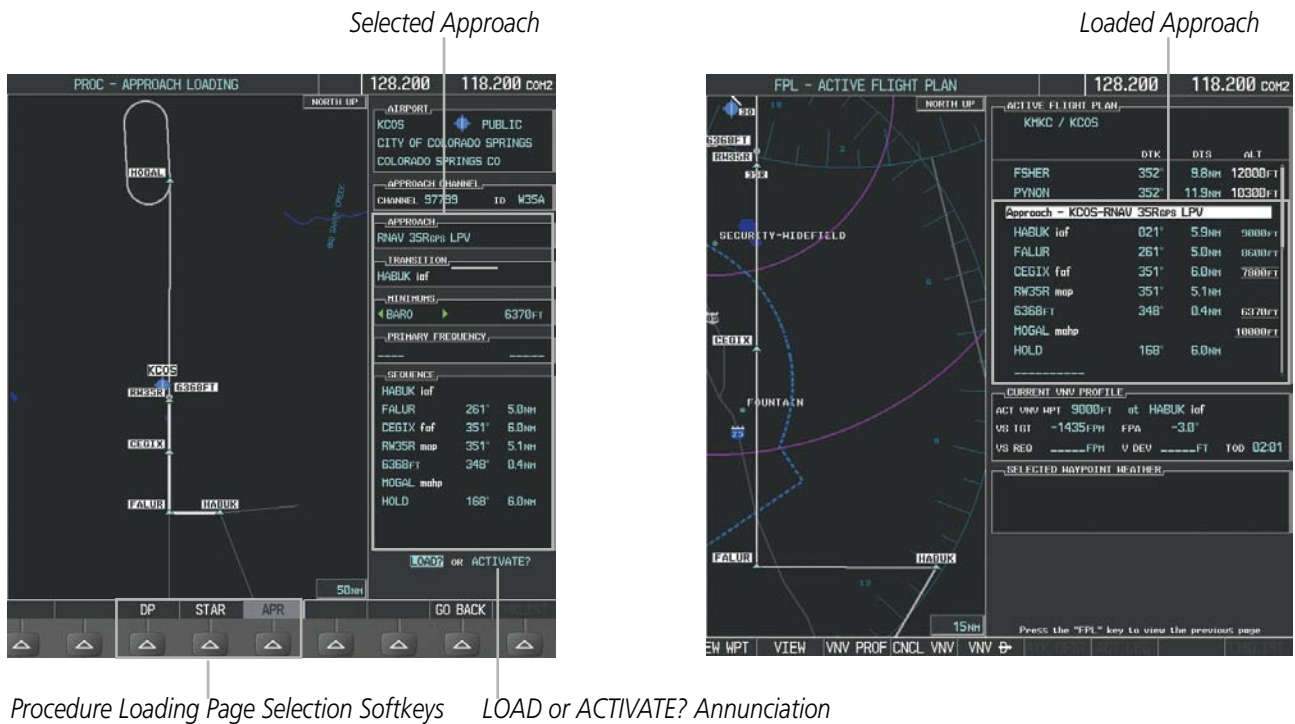 Selected Approach
Loaded Approach
PROC – APPROACH LOADING
128.200 118.200 COM2
NORTH UP
HOGAL
KCOS
RW35R
6368FT
CEGIX
FALUR
HABUK
50NM
AIRPORT
KCOS PUBLIC
CITY OF COLORADO SPRINGS
COLORADO SPRINGS CO
APPROACH CHANNEL
CHANNEL 97799 ID W35A
APPROACH
RNAV 35RGPS LPV
TRANSITION
HABUK iaf
MINIMUMS
BARO 6370FT
PRIMARY FREQUENCY
---- -----
SEQUENCE
HABUK iaf
FALUR 261° 5.0NM
CEGIX faf 351° 6.0NM
RW35R map 351° 5.1NM
6368FT 348° 0.4NM
MOGAL mahp
HOLD 168° 6.0NM
LOAD? OR ACTIVATE?
DP STAR APR GO BACK
FPL – ACTIVE FLIGHT PLAN
128.200 118.200 COM2
NORTH UP
30
6368FT
RW35R
35R
SECURITY-WIDEFIELD
CEGIX
FOUNTAIN
25
FALUR
HABUK
12
15NM
ACTIVE FLIGHT PLAN
KMKC / KCOS
DTK DIS ALT
FSHER 352° 9.8NM 12000FT
PYNON 352° 11.9NM 10300FT
Approach – KCOS-RNAV 35RGPS LPV
HABUK iaf 021° 5.9NM 9000FT
FALUR 261° 5.0NM 8600FT
CEGIX faf 351° 6.0NM 7800FT
RW35R map 351° 5.1NM
6368FT 348° 0.4NM 6370FT
MOGAL mahp 10000FT
HOLD 168° 6.0NM
__________
CURRENT VNV PROFILE
ACT VNV WPT 9000FT at HABUK iaf
VS TGT -1435FPM FPA -3.0°
VS REQ _____FPM V DEV _____FT TOD 02:01
SELECTED WAYPOINT WEATHER
Press the "FPL" key to view the previous page
EW WPT VIEW VNV PROF CNCL VNV VNV
Procedure Loading Page Selection Softkeys
LOAD or ACTIVATE? Annunciation